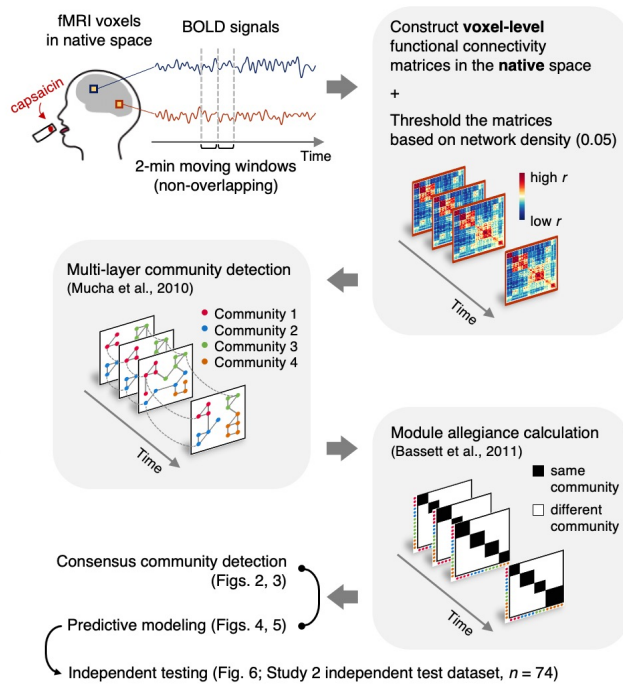 fMRI voxels
in native space
BOLD signals
capsaicin
Time
2-min moving windows
(non-overlapping)
Construct voxel-level
functional connectivity
matrices in the native space
+
Threshold the matrices
based on network density (0.05)
high r
low r
Time
Multi-layer community detection
(Mucha et al., 2010)
Community 1
Community 2
Community 3
Community 4
Time
Module allegiance calculation
(Bassett et al., 2011)
same
community
different
community
Time
Consensus community detection
(Figs. 2, 3)
Predictive modeling (Figs. 4, 5)
Independent testing (Fig. 6; Study 2 independent test dataset, n = 74)